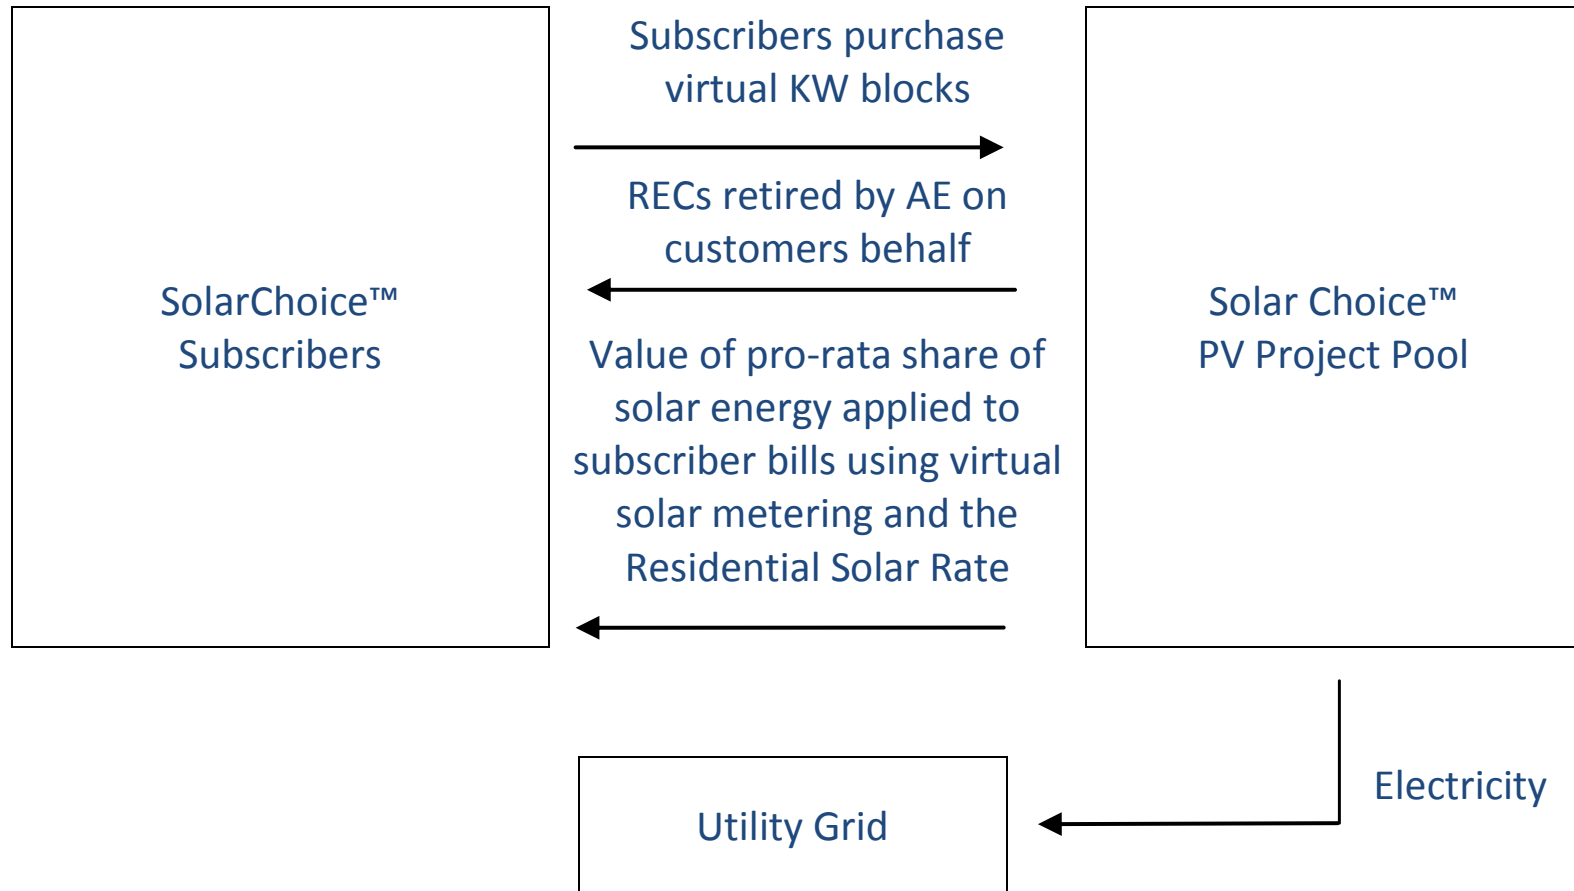 Subscribers purchase
virtual KW blocks
RECs retired by AE on
customers behalf
SolarChoice™
Subscribers
Solar Choice™
PV Project Pool
Value of pro-rata share of
solar energy applied to
subscriber bills using virtual
solar metering and the
Residential Solar Rate
Electricity
Utility Grid